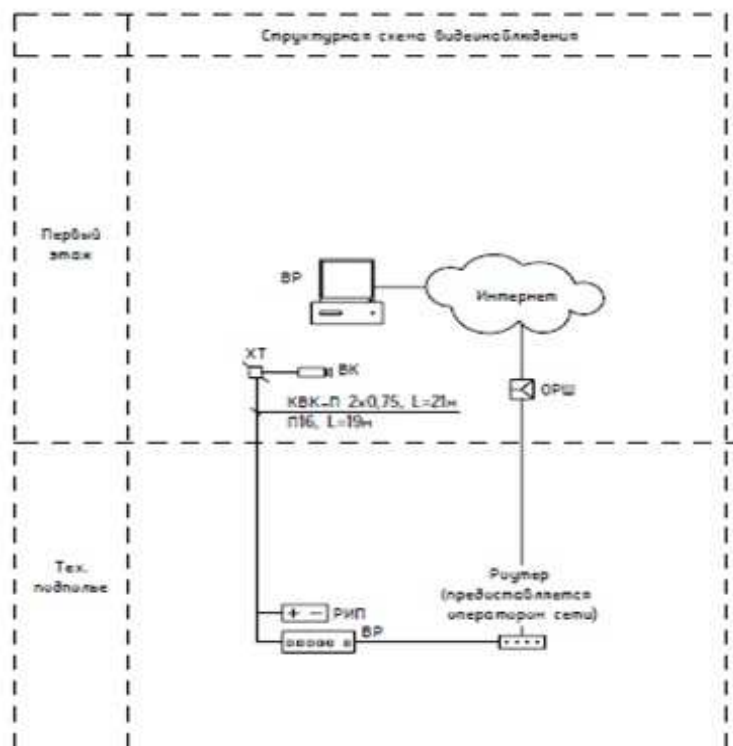 Структурная схема видеонаблюдения
Первый
этаж
ВР
Интернет
ХТ
ВК
ОРШ
КВК-П 2x0,75, L=21м
П16, L=19м
Тех.
подполье
Роутер
(предоставляется
оператором сети)
РИП
ВР